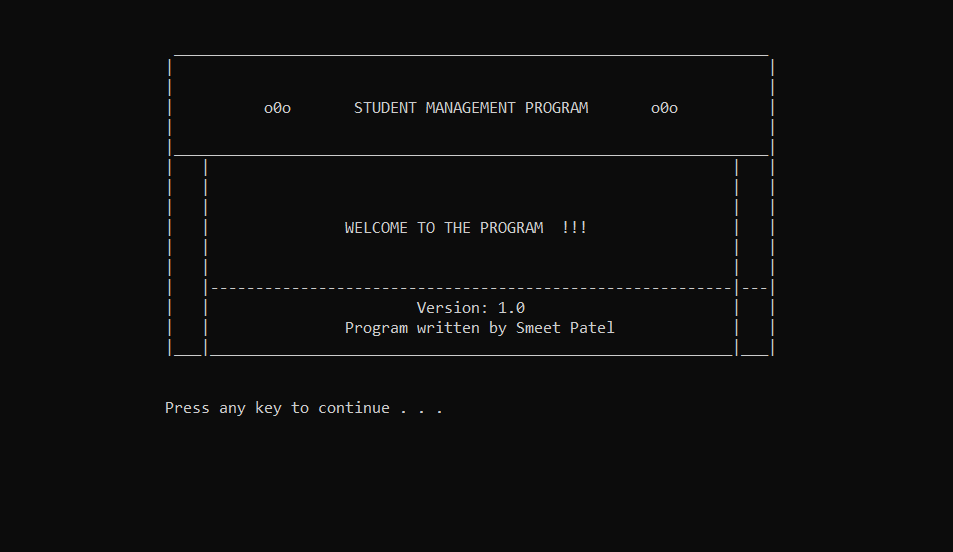 o0o STUDENT MANAGEMENT PROGRAM o0o
WELCOME TO THE PROGRAM !!!
Version: 1.0
Program written by Smeet Patel
Press any key to continue . . .